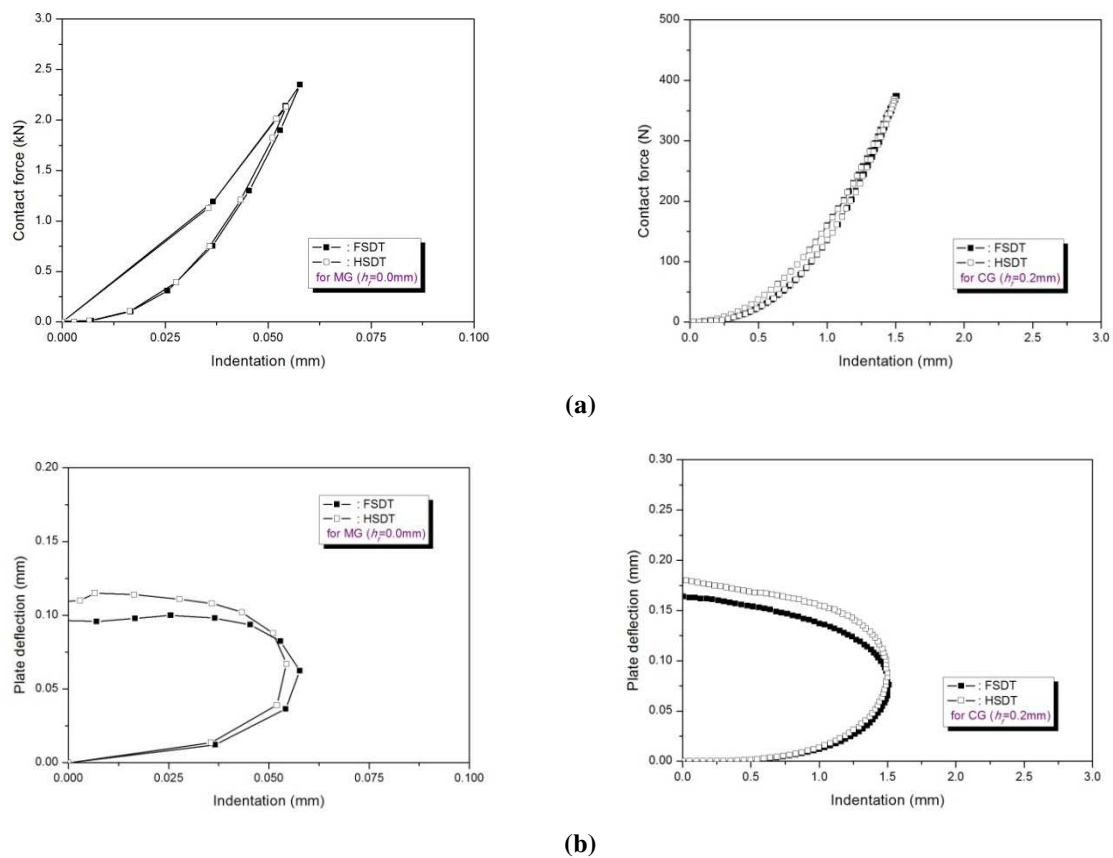 3.0
2.5
2.0
1.5
1.0
0.5
0.0
0.000 0.025 0.050 0.075 0.100
Contact force (kN)
Indentation (mm)
: FSDT
: HSDT
for MG (hf=0.0mm)
500
400
300
200
100
0
0.0 0.5 1.0 1.5 2.0 2.5 3.0
Contact force (N)
Indentation (mm)
: FSDT
: HSDT
for CG (hf=0.2mm)
(a)
0.20
0.15
0.10
0.05
0.00
0.000 0.025 0.050 0.075 0.100
Plate deflection (mm)
Indentation (mm)
: FSDT
: HSDT
for MG (hf=0.0mm)
0.30
0.25
0.20
0.15
0.10
0.05
0.00
0.0 0.5 1.0 1.5 2.0 2.5 3.0
Plate deflection (mm)
Indentation (mm)
: FSDT
: HSDT
for CG (hf=0.2mm)
(b)